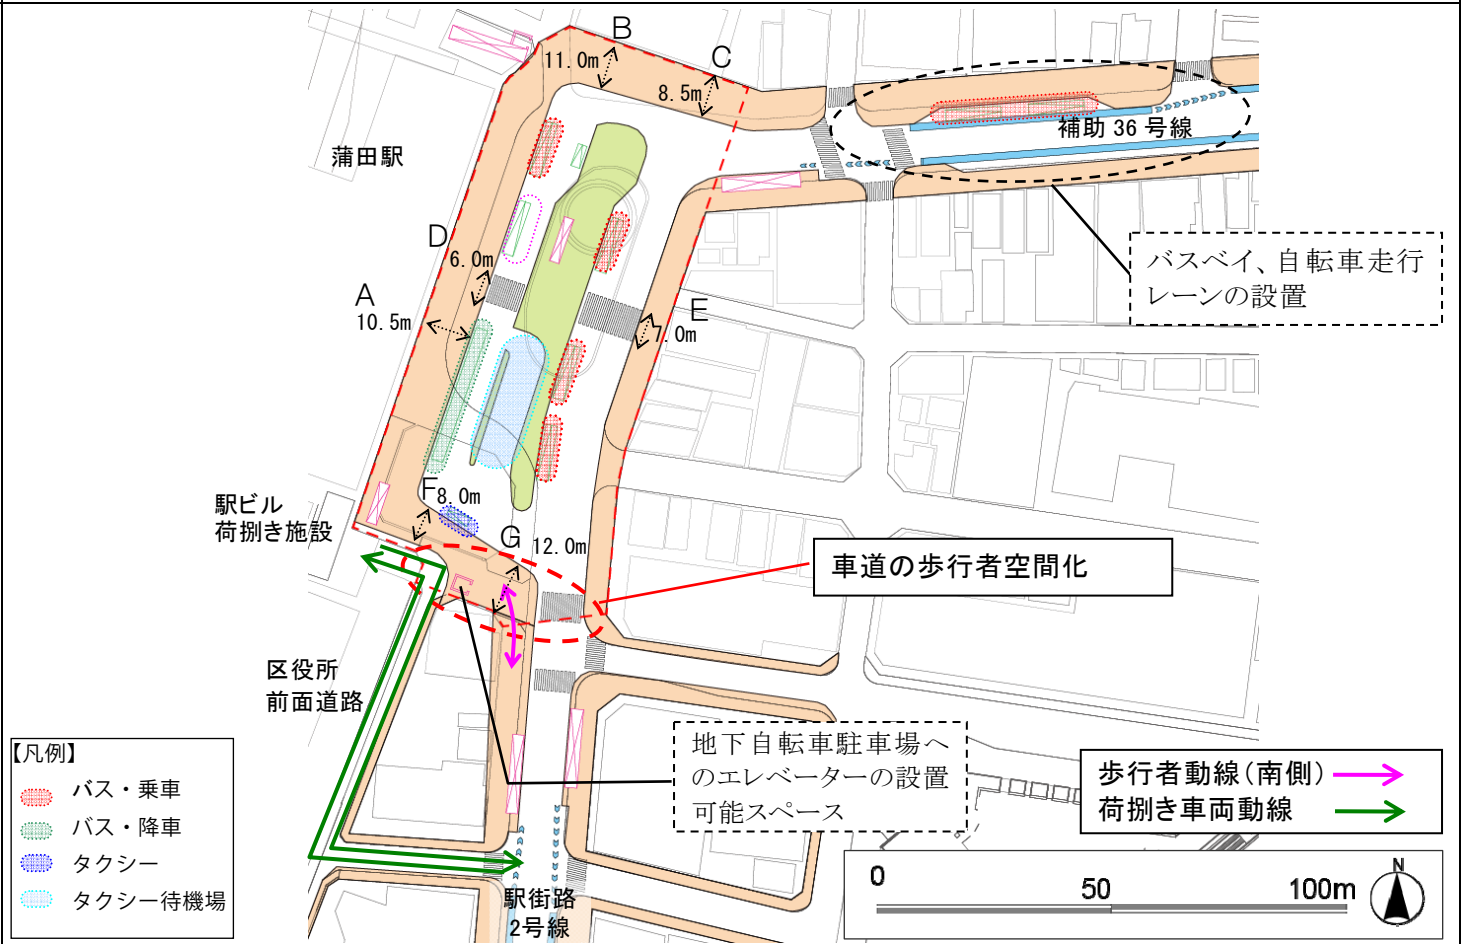 B
11.0m
C
8.5m
補助 36 号線
蒲田駅
D
6.0m
A
10.5m
E
7.0m
バスベイ、自転車走行
レーンの設置
F
8.0m
G
12.0m
駅ビル
荷捌き施設
車道の歩行者空間化
区役所
前面道路
地下自転車駐車場へ
のエレベーターの設置
可能スペース
駅街路
2号線
【凡例】
バス・乗車
バス・降車
タクシー
タクシー待機場
歩行者動線(南側)
荷捌き車両動線
0
50
100m
N